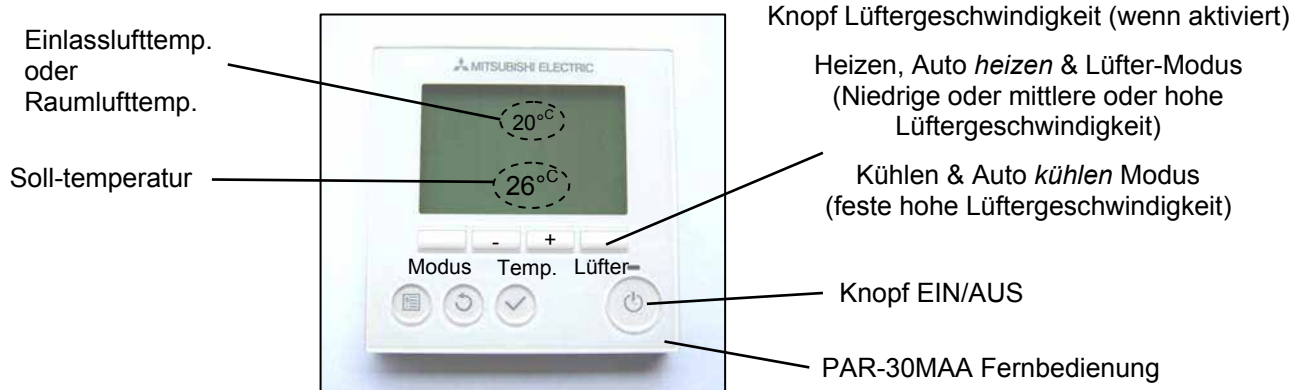 Einlasslufttemp.
oder
Raumlufttemp.
Soll-temperatur
MITSUBISHI ELECTRIC
20°C
26°C
- +
Modus Temp. Lüfter
Knopf Lüftergeschwindigkeit (wenn aktiviert)
Heizen, Auto heizen & Lüfter-Modus
(Niedrige oder mittlere oder hohe
Lüftergeschwindigkeit)
Kühlen & Auto kühlen Modus
(feste hohe Lüftergeschwindigkeit)
Knopf EIN/AUS
PAR-30MAA Fernbedienung